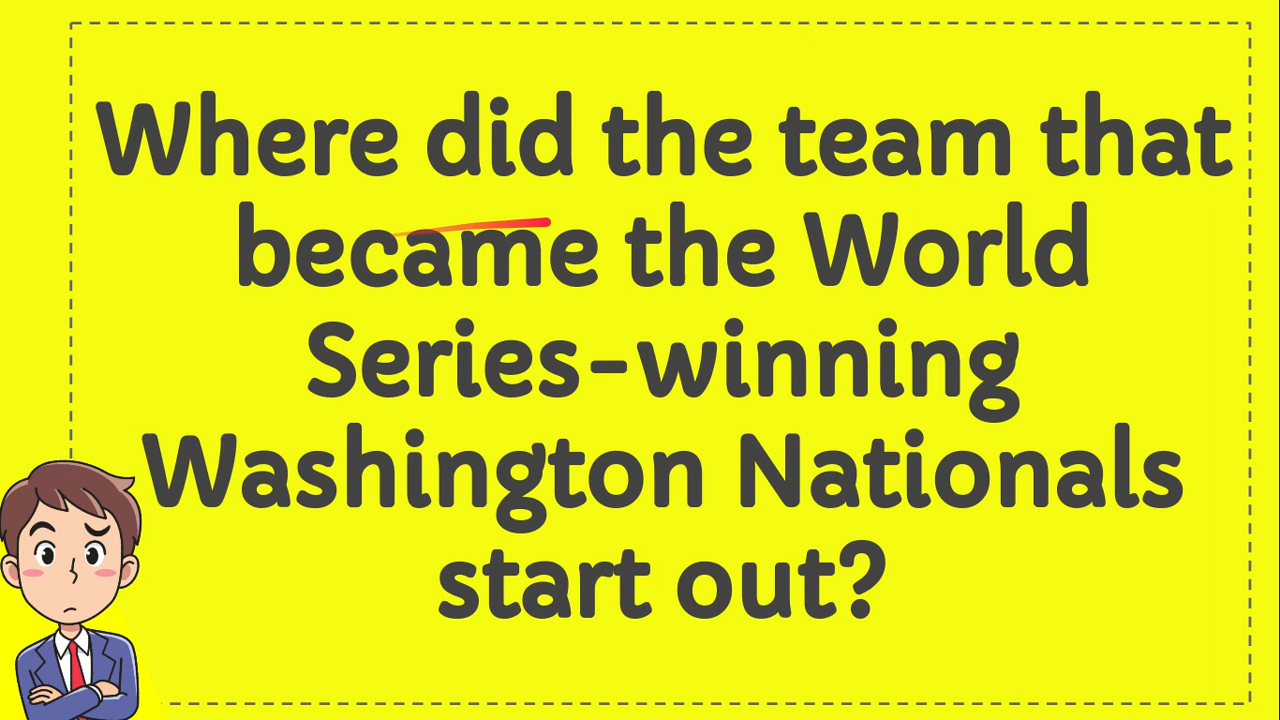 Where did the team that
became the World
Series-winning
Washington Nationals
start out?